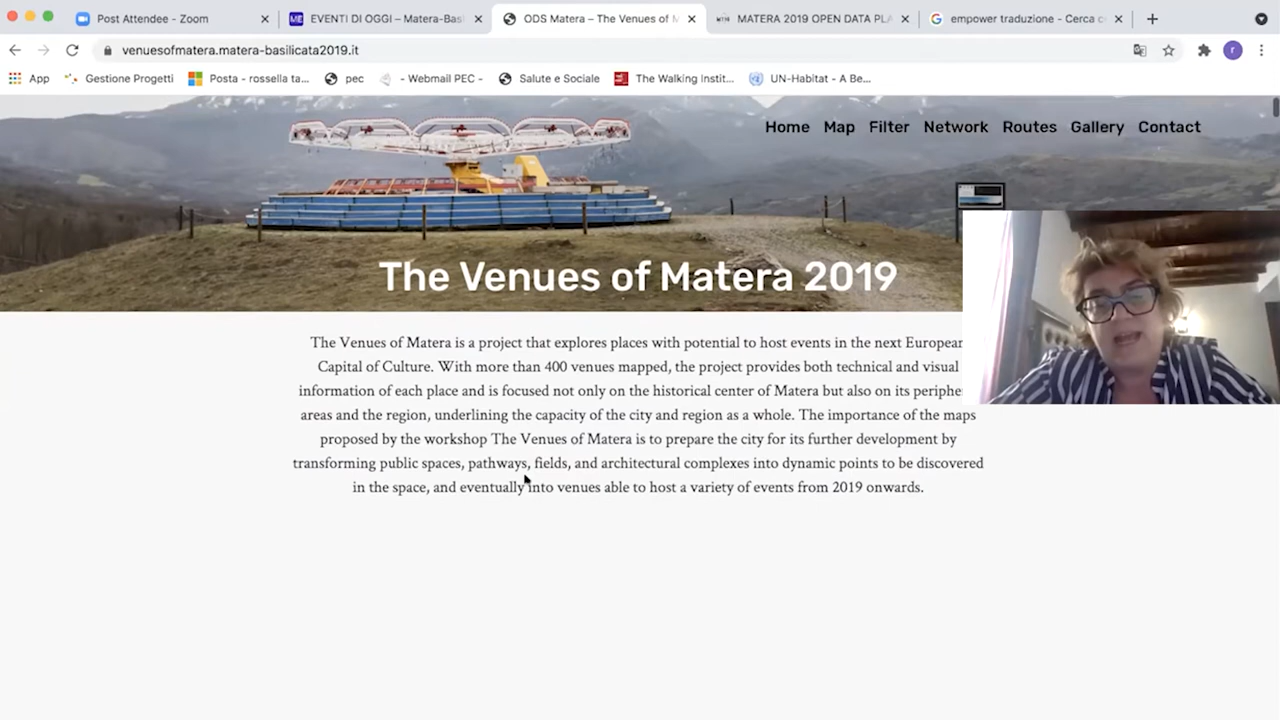 Post Attendee - Zoom
EVENTI DI OGGI – Matera-Basi
ODS Matera – The Venues of M
MATERA 2019 OPEN DATA PLA
empower traduzione - Cerca c
venuesofmatera.matera-basilicata2019.it
App
Gestione Progetti
Posta - rossella ta...
pec
- Webmail PEC -
Salute e Sociale
The Walking Instit...
UN-Habitat - A Be...
Home Map Filter Network Routes Gallery Contact
The Venues of Matera 2019
The Venues of Matera is a project that explores places with potential to host events in the next European
Capital of Culture. With more than 400 venues mapped, the project provides both technical and visual
information of each place and is focused not only on the historical center of Matera but also on its periphe
areas and the region, underlining the capacity of the city and region as a whole. The importance of the maps
proposed by the workshop The Venues of Matera is to prepare the city for its further development by
transforming public spaces, pathways, fields, and architectural complexes into dynamic points to be discovered
in the space, and eventually into venues able to host a variety of events from 2019 onwards.